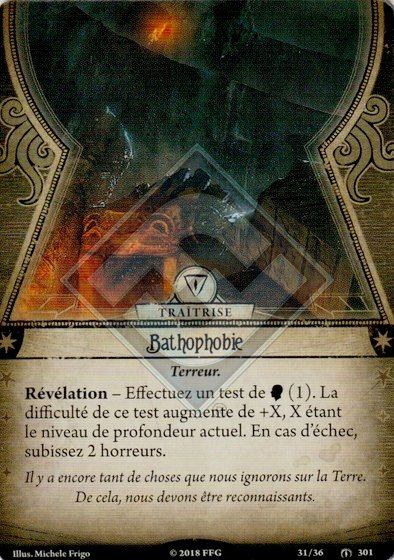 TRAÎTRISE
Bathophobie
Terreur.
Révélation – Effectuez un test de (1). La
difficulté de ce test augmente de +X, X étant
le niveau de profondeur actuel. En cas d'échec,
subissez 2 horreurs.
Il y a encore tant de choses que nous ignorons sur la Terre.
De cela, nous devons être reconnaissants.
Illus. Michele Frigo © 2018 FFG 31/36 301